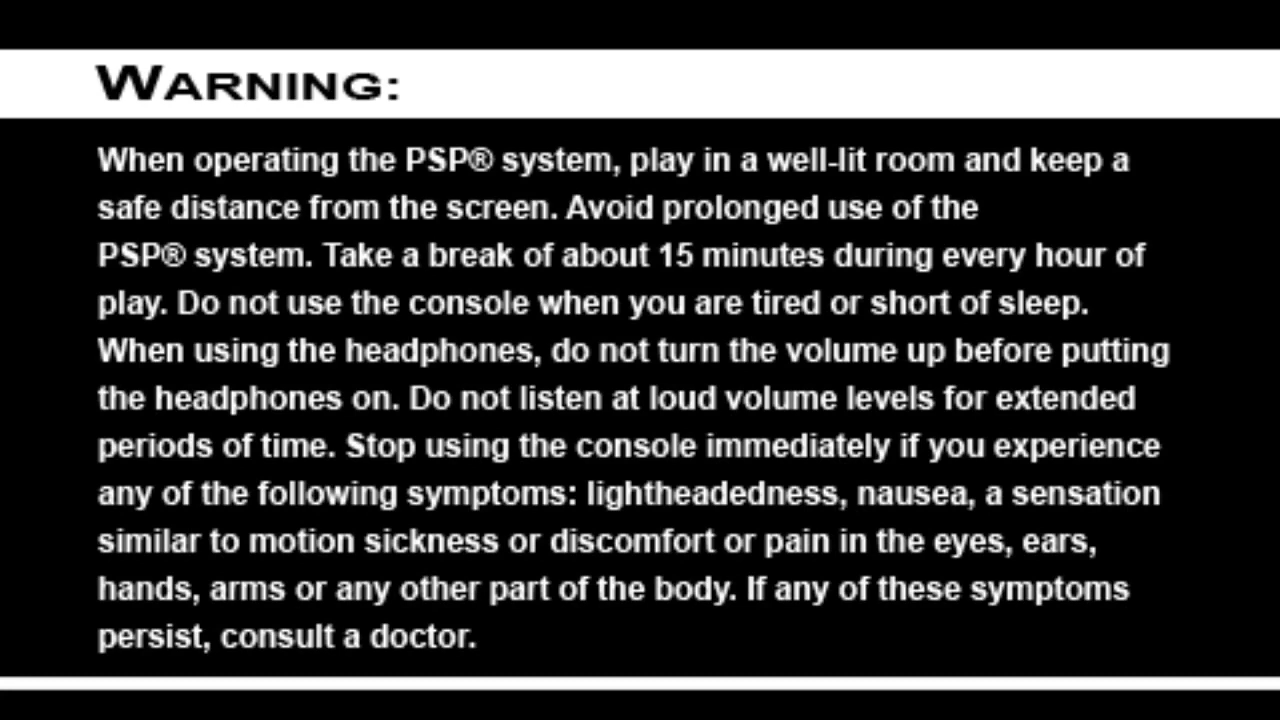 WARNING:
When operating the PSP® system, play in a well-lit room and keep a
safe distance from the screen. Avoid prolonged use of the
PSP® system. Take a break of about 15 minutes during every hour of
play. Do not use the console when you are tired or short of sleep.
When using the headphones, do not turn the volume up before putting
the headphones on. Do not listen at loud volume levels for extended
periods of time. Stop using the console immediately if you experience
any of the following symptoms: lightheadedness, nausea, a sensation
similar to motion sickness or discomfort or pain in the eyes, ears,
hands, arms or any other part of the body. If any of these symptoms
persist, consult a doctor.